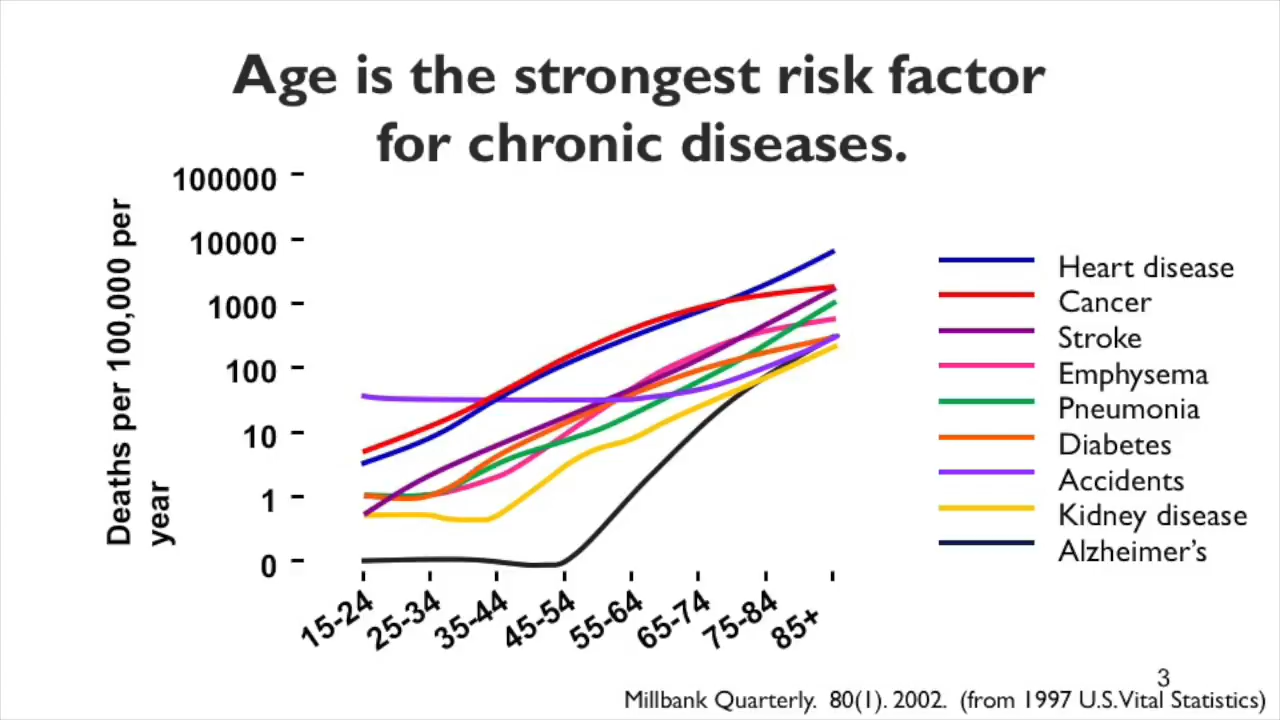 Age is the strongest risk factor
for chronic diseases.
Deaths per 100,000 per
year
100000
10000
1000
100
10
1
0
15-24
25-34
35-44
45-54
55-64
65-74
75-84
85+
Heart disease
Cancer
Stroke
Emphysema
Pneumonia
Diabetes
Accidents
Kidney disease
Alzheimer's
3
Millbank Quarterly. 80(1). 2002. (from 1997 U.S. Vital Statistics)